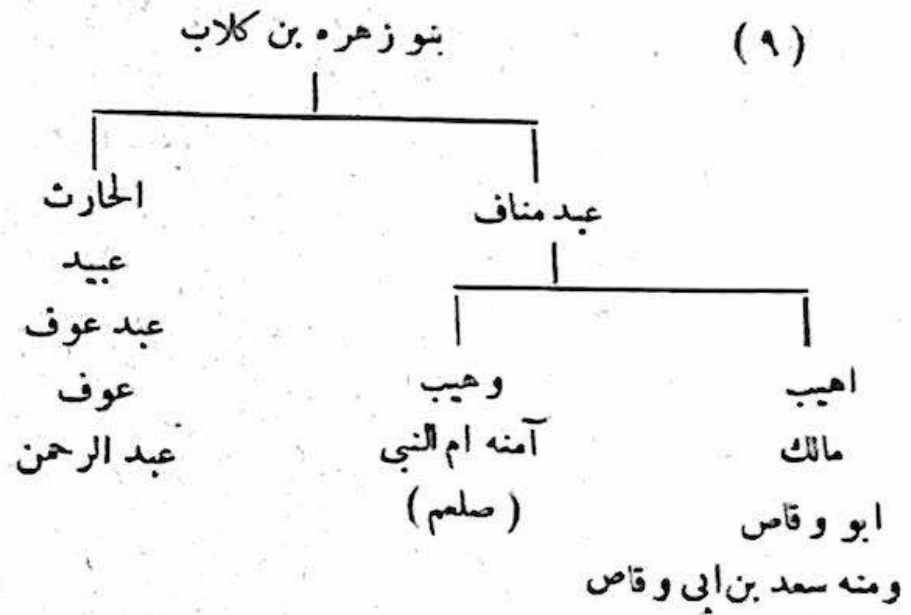 (٩)
بنو زهره بن كلاب
عبد مناف
اهيب
مالك
ابو وقاص
ومنه سعد بن ابى وقاص
وهيب
آمنه ام النبى
(صلعم)
الحارث
عبيد
عبد عوف
عوف
عبد الرحمن